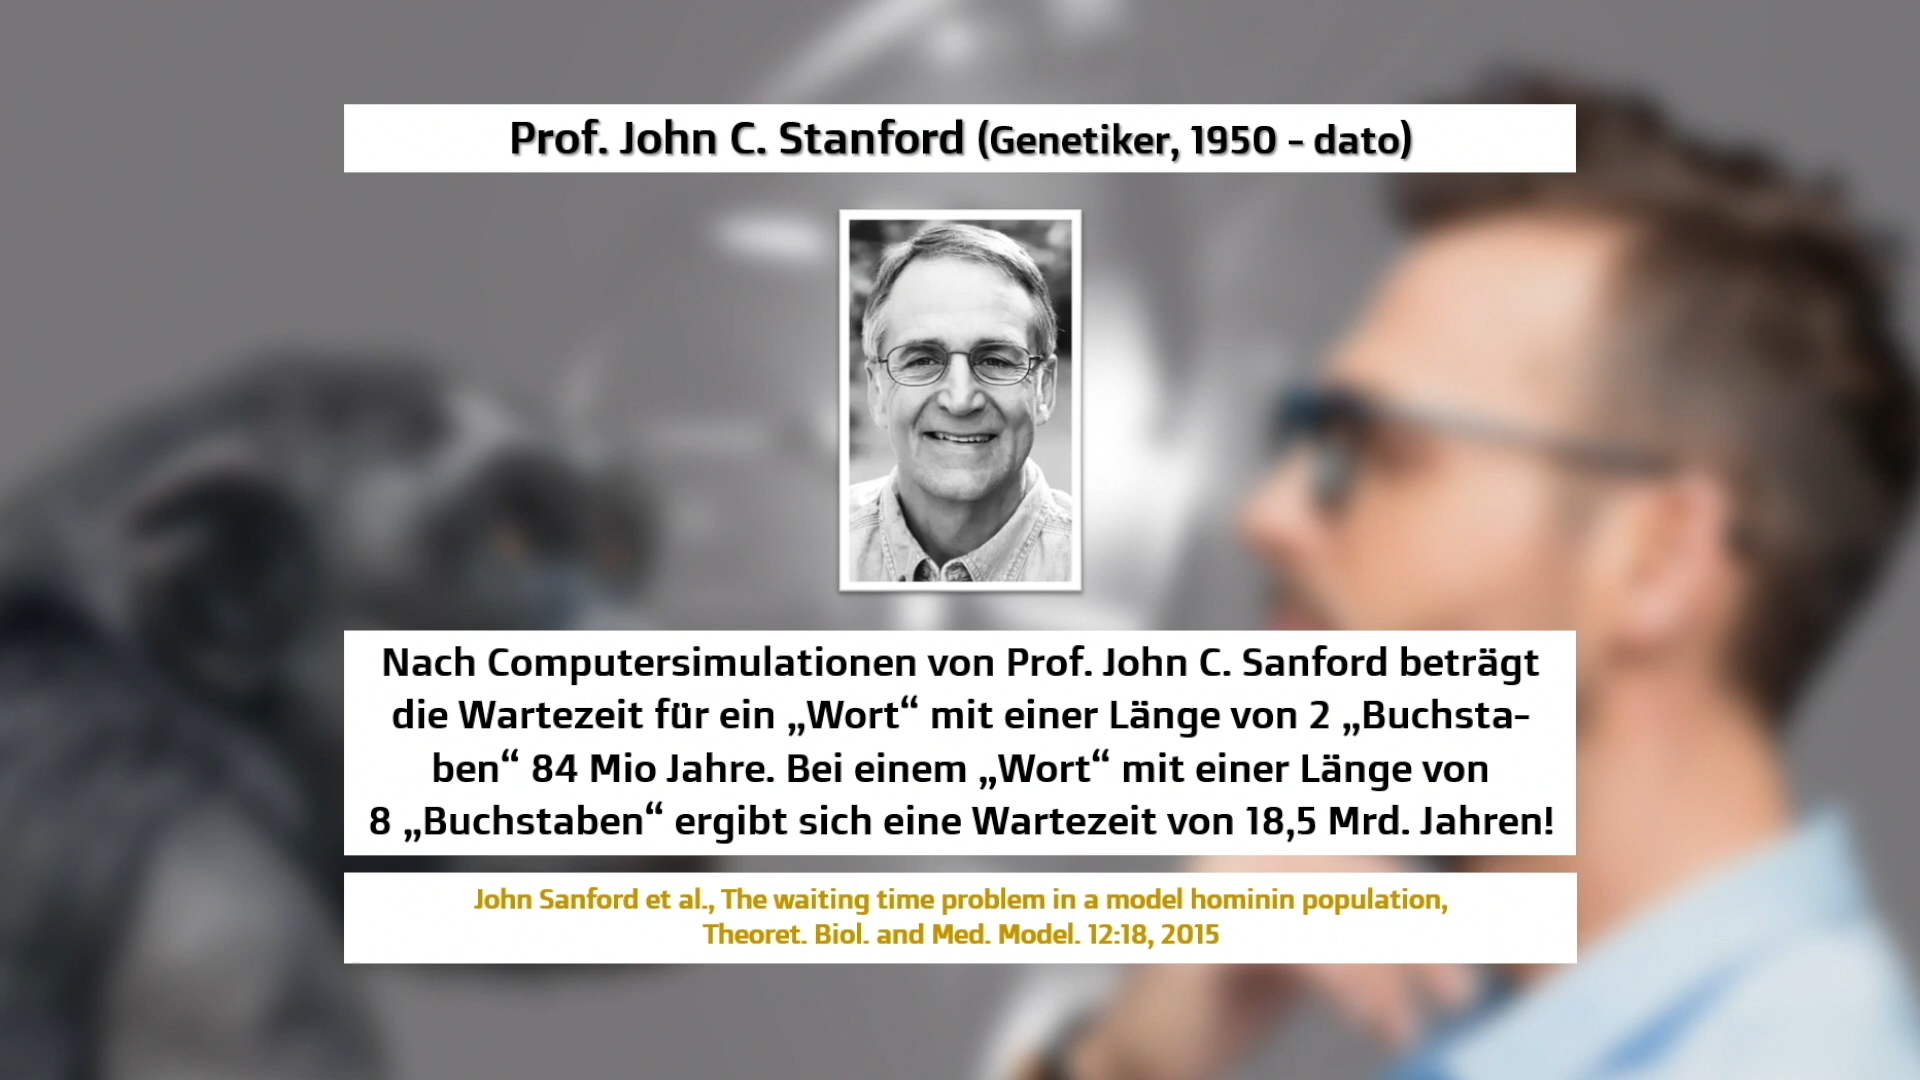 Prof. John C. Stanford (Genetiker, 1950 - dato)
Nach Computersimulationen von Prof. John C. Sanford beträgt
die Wartezeit für ein „Wort“ mit einer Länge von 2 „Buchsta-
ben“ 84 Mio Jahre. Bei einem „Wort“ mit einer Länge von
8 „Buchstaben“ ergibt sich eine Wartezeit von 18,5 Mrd. Jahren!
John Sanford et al., The waiting time problem in a model hominin population,
Theoret. Biol. and Med. Model. 12:18, 2015